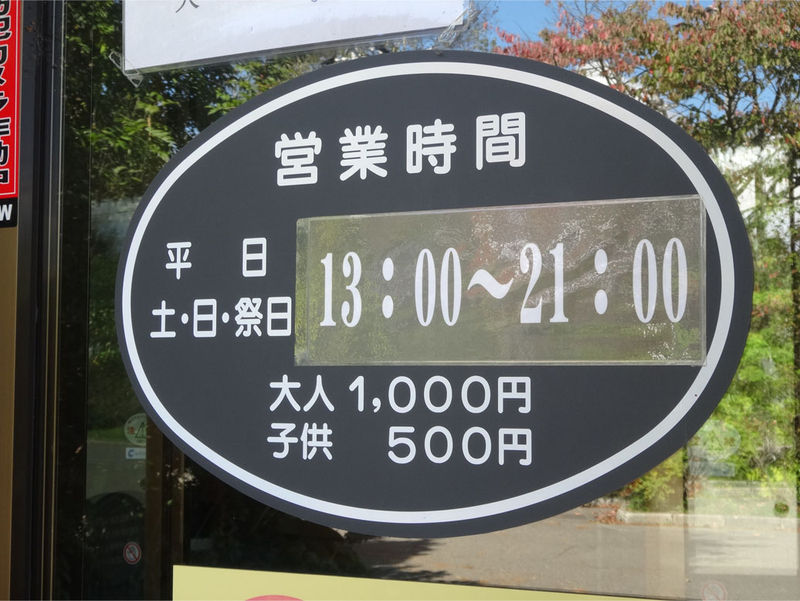 営業時間
平　日
土・日・祭日
13：00～21：00
大人 1,000円
子供 500円